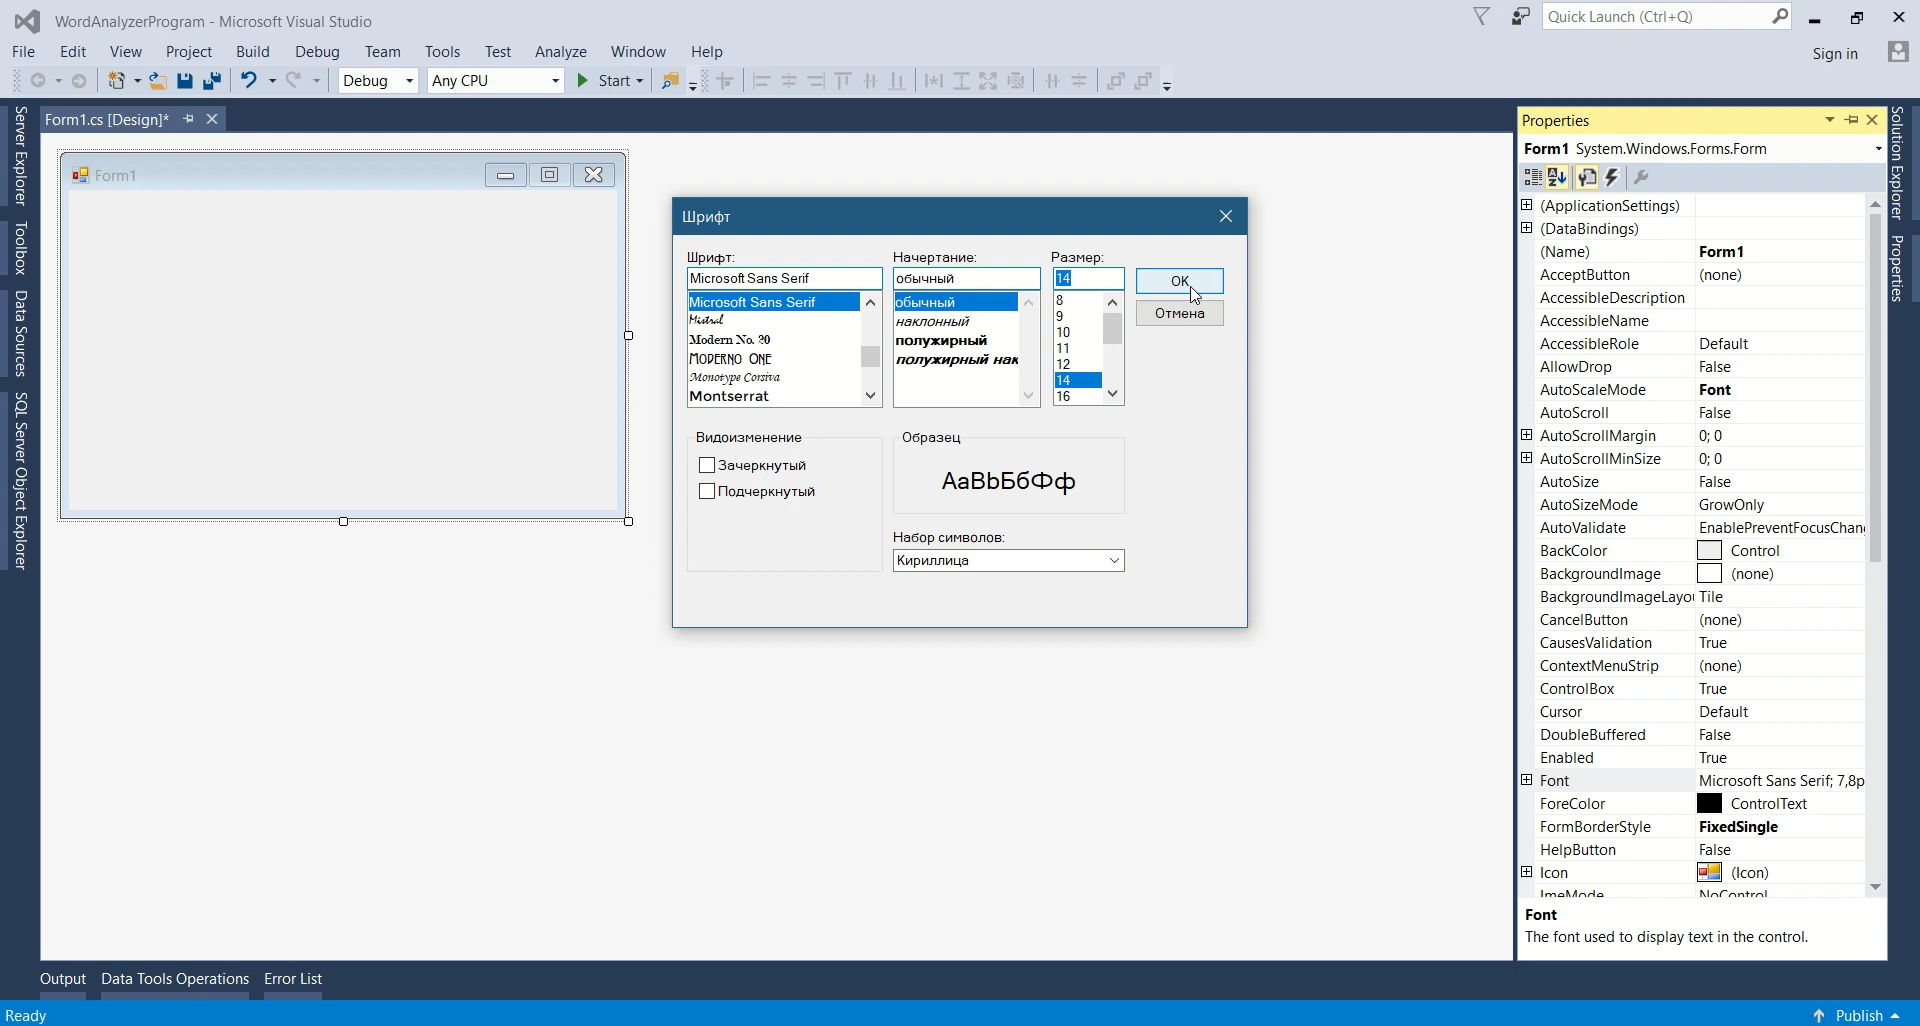 WordAnalyzerProgram - Microsoft Visual Studio
Quick Launch (Ctrl+Q)
File Edit View Project Build Debug Team Tools Test Analyze Window Help
Sign in
Debug Any CPU Start
Form1.cs [Design]*
Server Explorer
Toolbox
Data Sources
SQL Server Object Explorer
Form1
Шрифт
Шрифт: Начертание: Размер:
Microsoft Sans Serif обычный 14 OK
Microsoft Sans Serif обычный 8
Mistral наклонный 9 Отмена
Modern No. 20 полужирный 10
MODERNO ONE полужирный нак 11
Monotype Corsiva 12
Montserrat 14
16
Видоизменение Образец
Зачеркнутый АаВbБбФф
Подчеркнутый
Набор символов:
Кириллица
Properties
Form1 System.Windows.Forms.Form
(ApplicationSettings)
(DataBindings)
(Name) Form1
AcceptButton (none)
AccessibleDescription
AccessibleName
AccessibleRole Default
AllowDrop False
AutoScaleMode Font
AutoScroll False
AutoScrollMargin 0; 0
AutoScrollMinSize 0; 0
AutoSize False
AutoSizeMode GrowOnly
AutoValidate EnablePreventFocusChan
BackColor Control
BackgroundImage (none)
BackgroundImageLayou Tile
CancelButton (none)
CausesValidation True
ContextMenuStrip (none)
ControlBox True
Cursor Default
DoubleBuffered False
Enabled True
Font Microsoft Sans Serif; 7,8p
ForeColor ControlText
FormBorderStyle FixedSingle
HelpButton False
Icon (Icon)
ImeMode NoControl
Font
The font used to display text in the control.
Solution Explorer
Properties
Output Data Tools Operations Error List
Ready
Publish